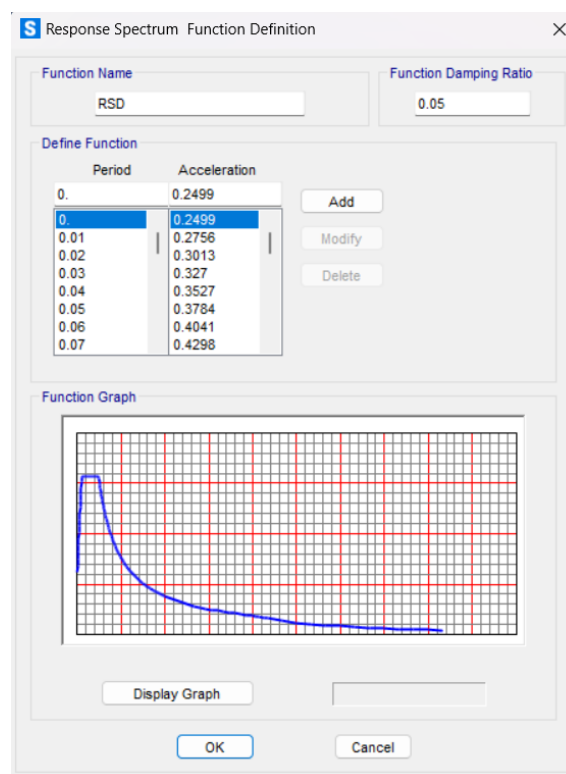 S Response Spectrum Function Definition
Function Name
Function Damping Ratio
RSD
0.05
Define Function
Period Acceleration
0. 0.2499
Add
0. 0.2499
0.01 0.2756
Modify
0.02 0.3013
0.03 0.327
Delete
0.04 0.3527
0.05 0.3784
0.06 0.4041
0.07 0.4298
Function Graph
Display Graph
OK Cancel